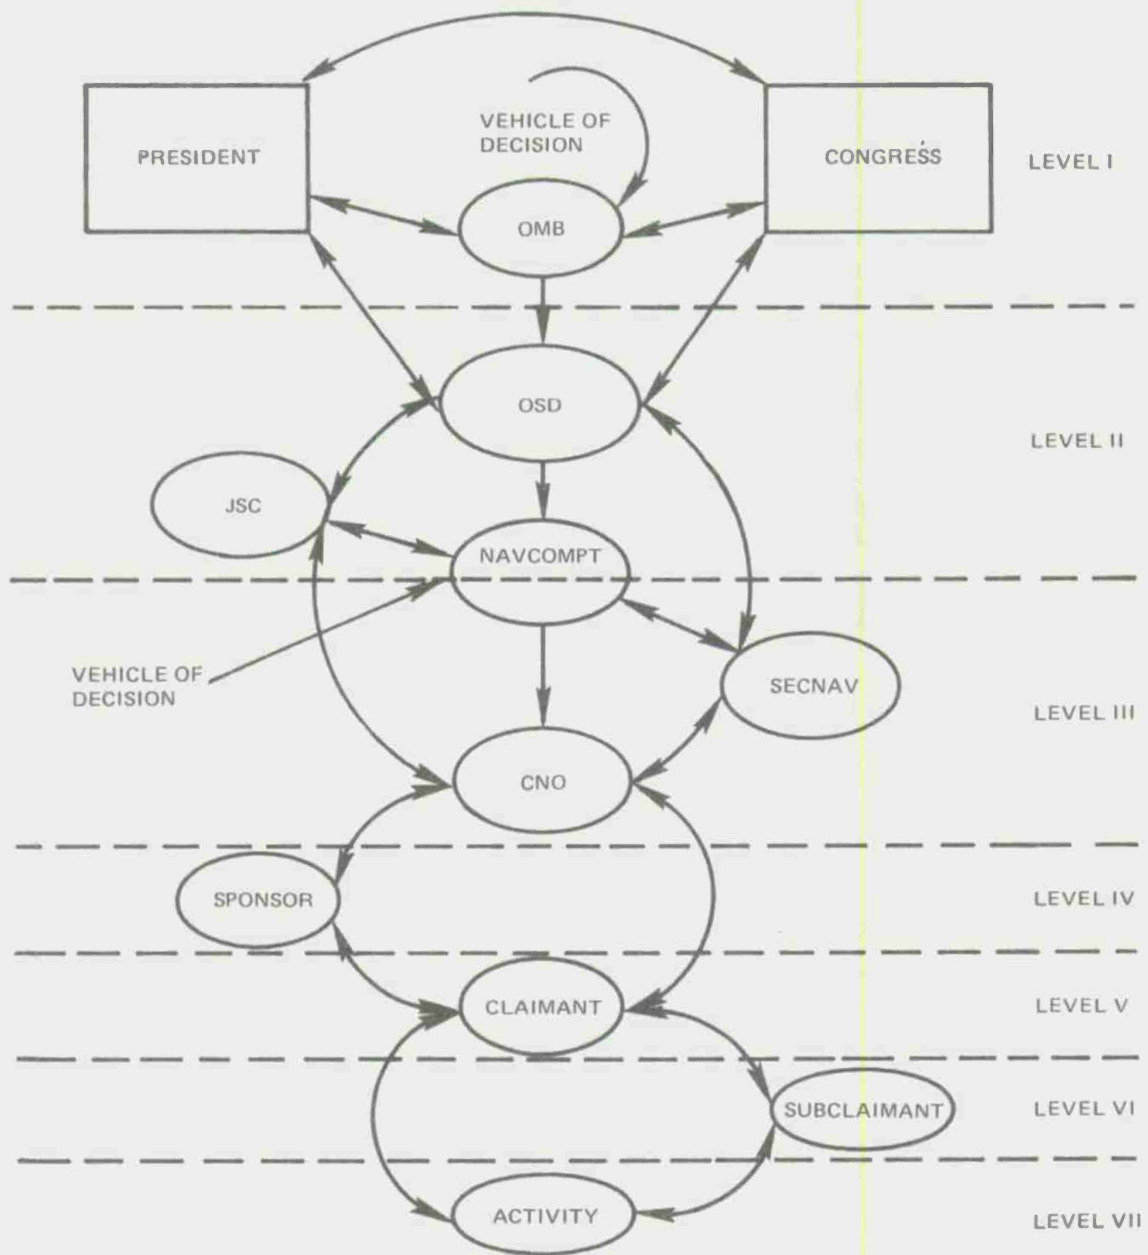 VEHICLE OF
DECISION
PRESIDENT
CONGRESS
LEVEL I
OMB
OSD
LEVEL II
JSC
NAVCOMPT
VEHICLE OF
DECISION
SECNAV
LEVEL III
CNO
SPONSOR
LEVEL IV
CLAIMANT
LEVEL V
SUBCLAIMANT
LEVEL VI
ACTIVITY
LEVEL VII